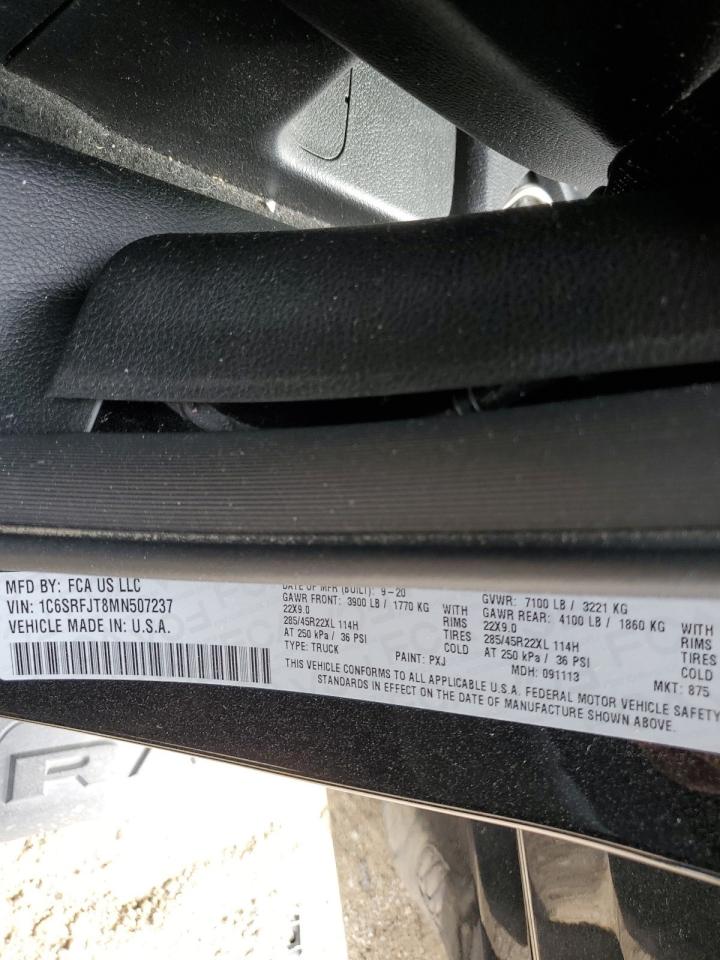 MFD BY: FCA US LLC
VIN: 1C6SRFJT8MN507237
VEHICLE MADE IN: U.S.A.
DATE OF MFR (BUILT): 9-20
GAWR FRONT: 3900 LB / 1770 KG WITH
22X9.0 RIMS
285/45R22XL 114H TIRES
AT 250 kPa / 36 PSI COLD
TYPE: TRUCK PAINT: PXJ
GVWR: 7100 LB / 3221 KG
GAWR REAR: 4100 LB / 1860 KG WITH
22X9.0 RIMS
285/45R22XL 114H TIRES
AT 250 kPa / 36 PSI COLD
MDH: 091113 MKT: 875
THIS VEHICLE CONFORMS TO ALL APPLICABLE U.S.A. FEDERAL MOTOR VEHICLE SAFETY
STANDARDS IN EFFECT ON THE DATE OF MANUFACTURE SHOWN ABOVE.